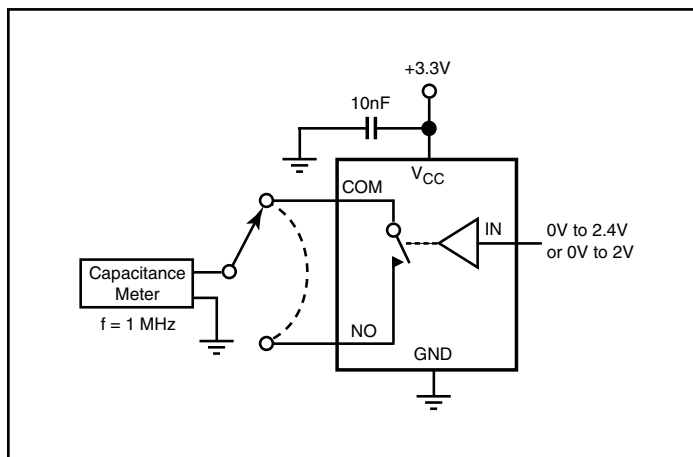 +3.3V
10nF
VCC
COM
IN
0V to 2.4V
or 0V to 2V
Capacitance
Meter
f = 1 MHz
NO
GND